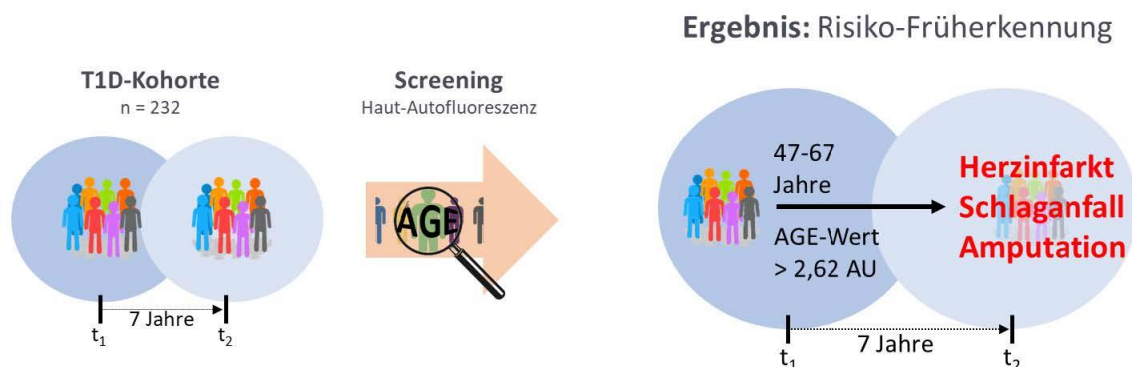 T1D-Kohorte
n = 232
t1
7 Jahre
t2
Screening
Haut-Autofluoreszenz
AGE
Ergebnis: Risiko-Früherkennung
47-67
Jahre
AGE-Wert
> 2,62 AU
Herzinfarkt
Schlaganfall
Amputation
t1
7 Jahre
t2